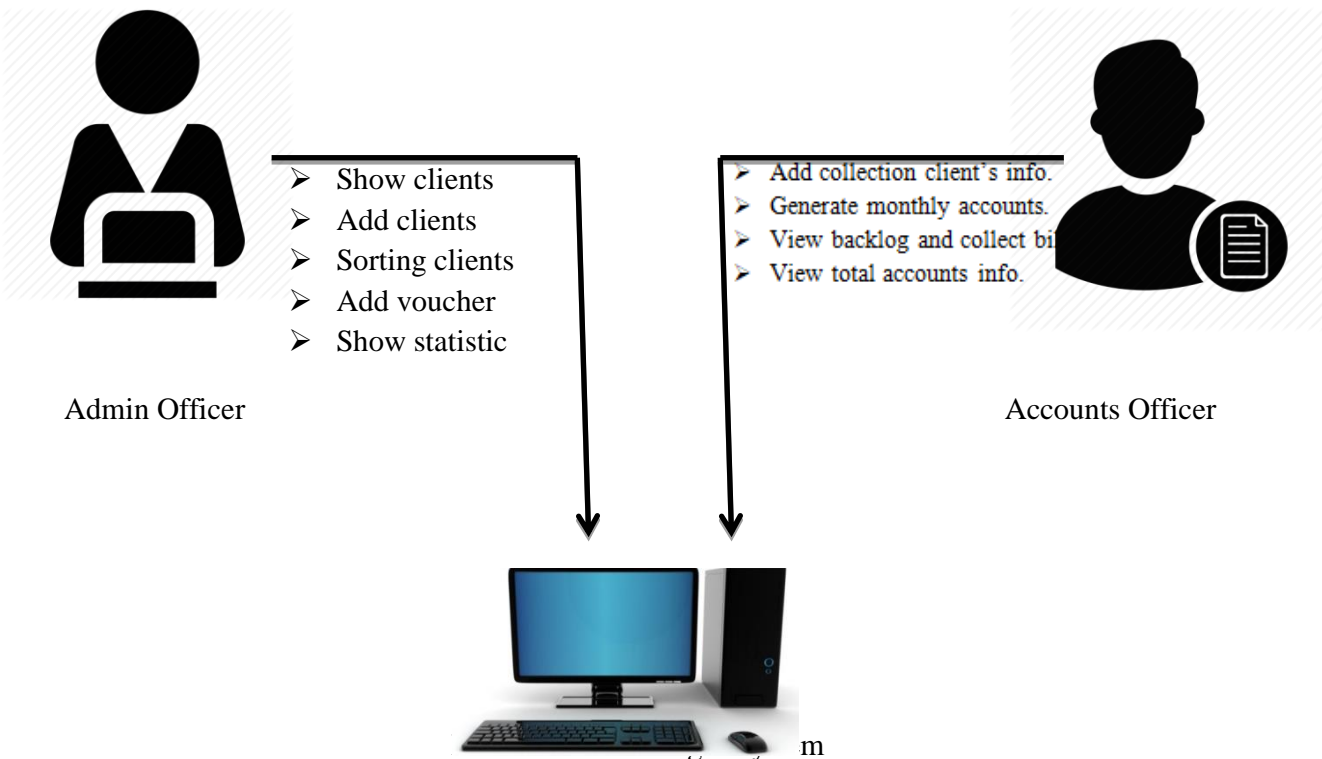 Show clients
Add clients
Sorting clients
Add voucher
Show statistic
Add collection client’s info.
Generate monthly accounts.
View backlog and collect
View total accounts info.
Admin Officer
Accounts Officer